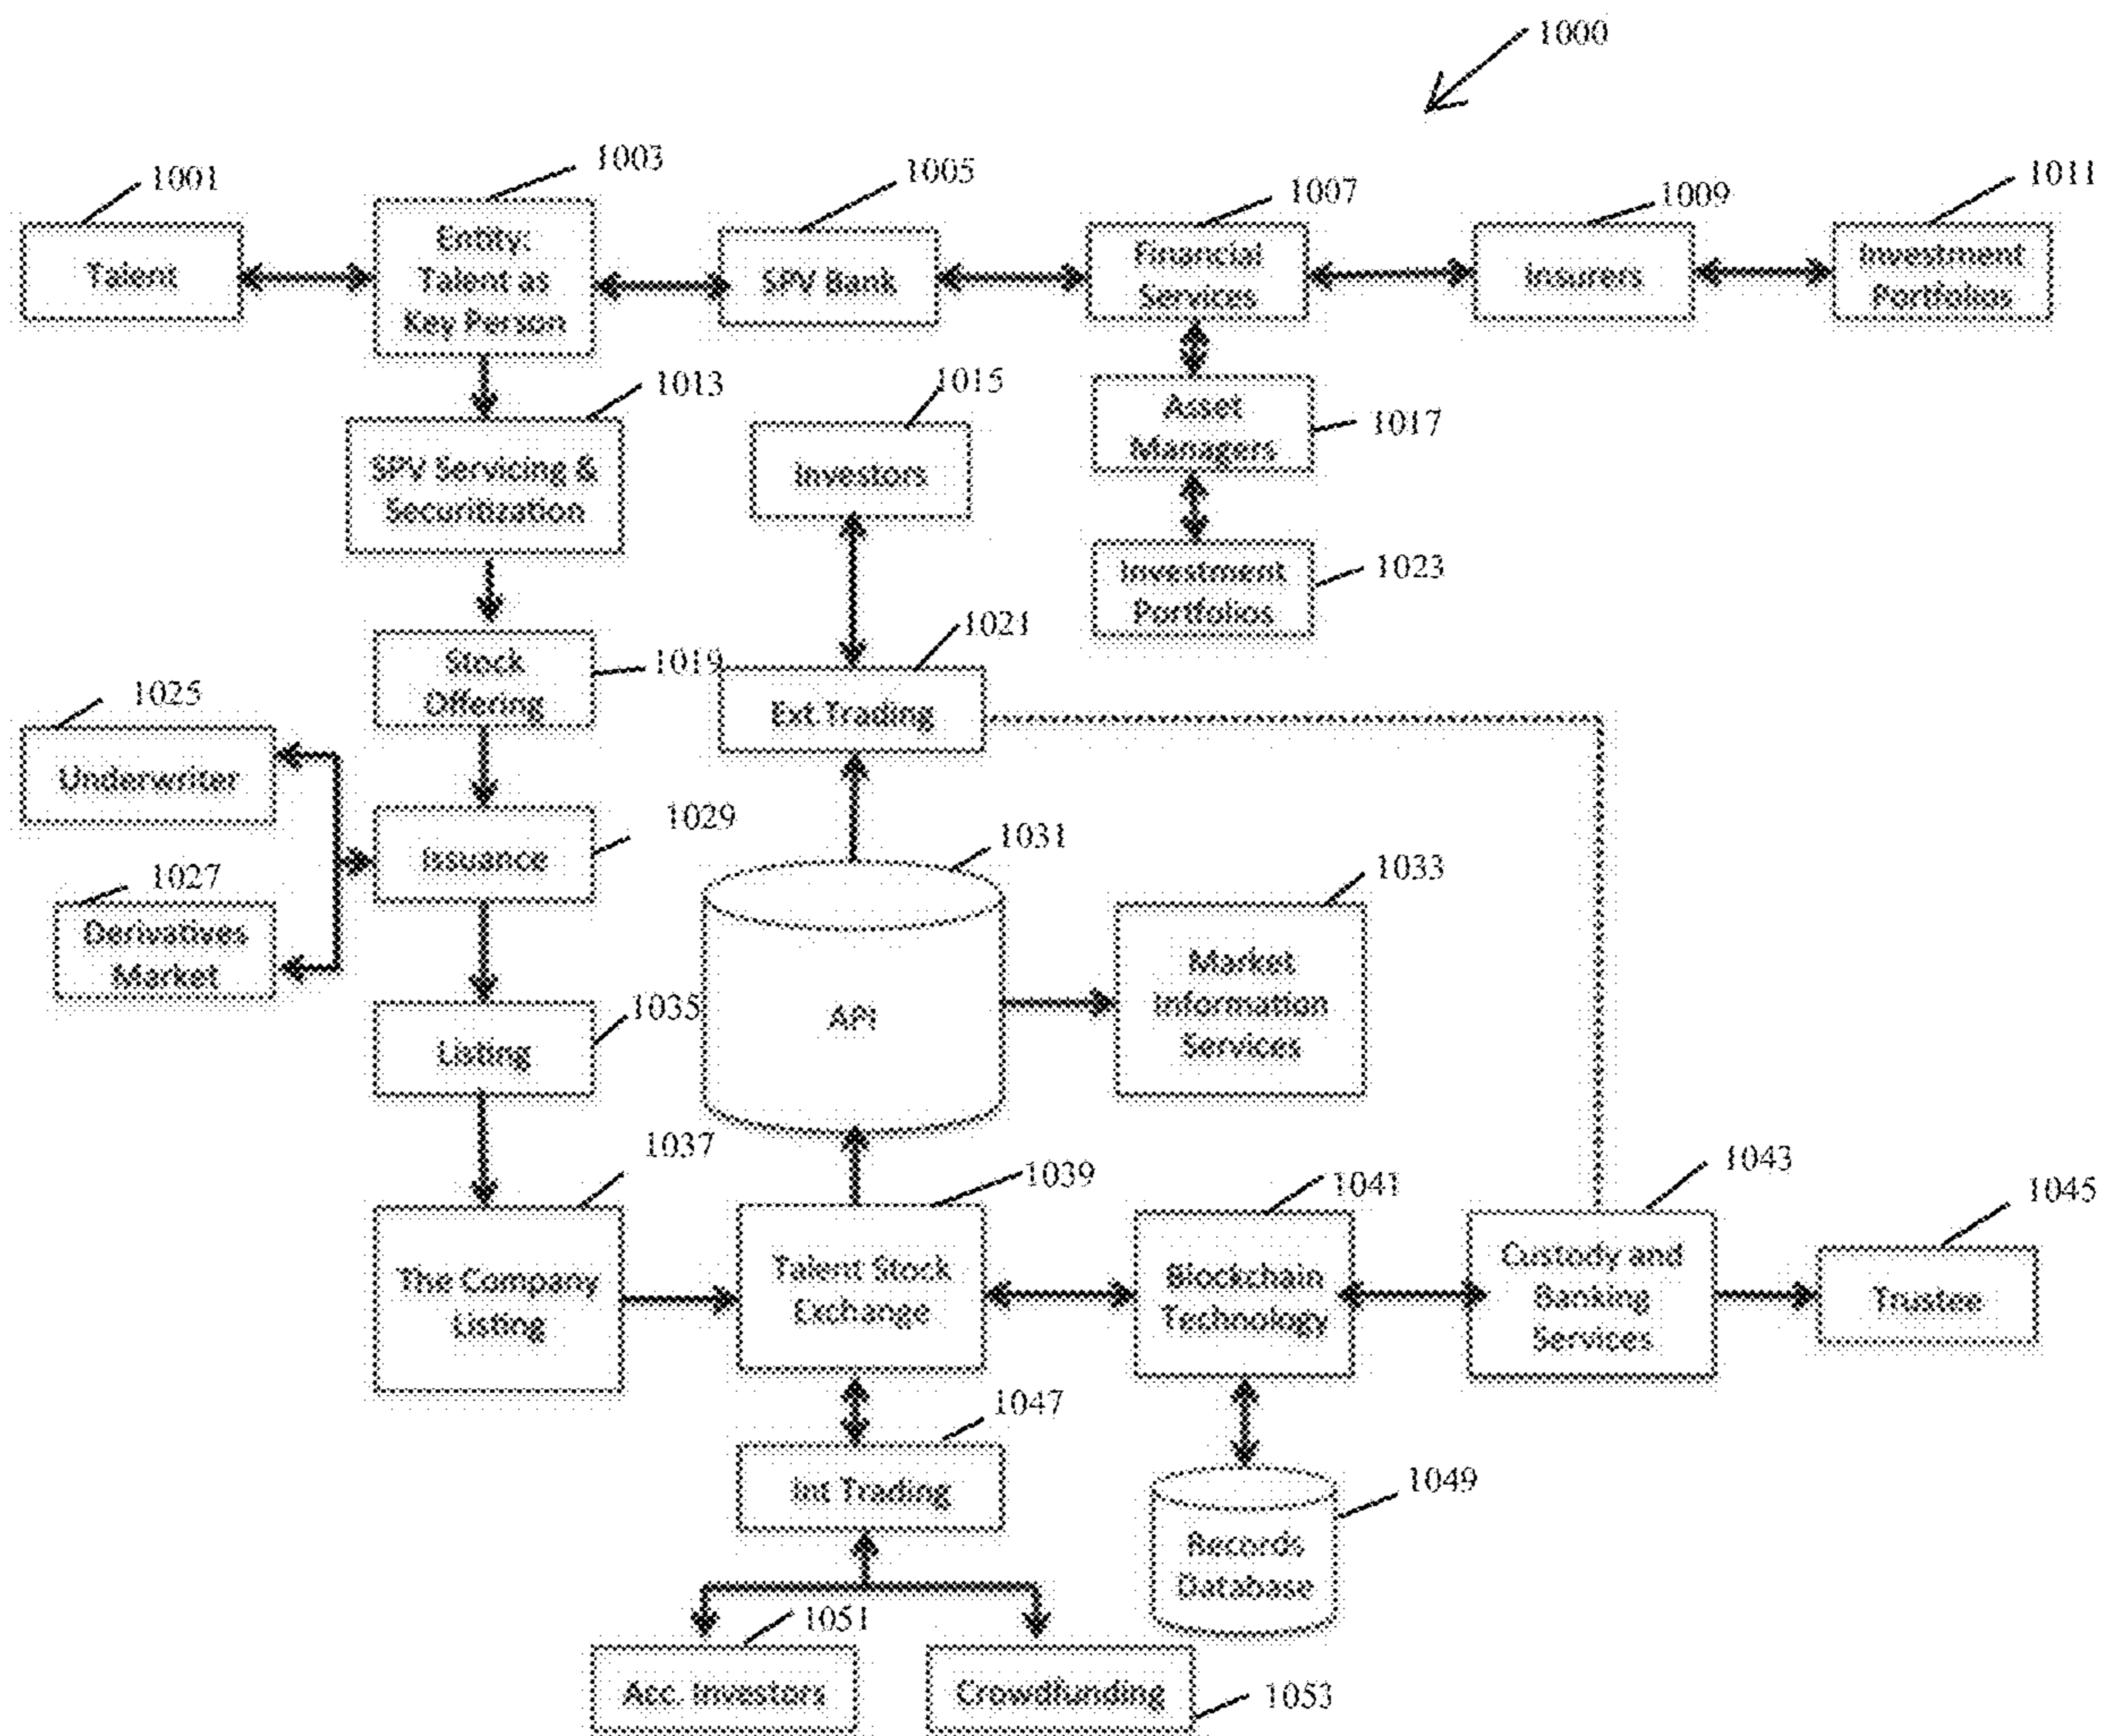 1000
1001
1003
1005
1007
1009
1011
Talent
Entity:
Talent as
Key Person
SPV Bank
Financial
Services
Insurers
Investment
Portfolios
1013
1015
1017
SPV Servicing &
Securitization
Investors
Asset
Managers
1019
1021
1023
Stock
Offering
Ext.Trading
Investment
Portfolios
1025
Underwriter
1027
Derivatives
Market
1029
Issuance
1031
API
1033
Market
Information
Services
1035
Listing
1037
The Company
Listing
1039
Talent Stock
Exchange
1041
Blockchain
Technology
1043
Custody and
Banking
Services
1045
Trustee
1047
Int Trading
1049
Records
Database
1051
Acc. Investors
1053
Crowdfunding